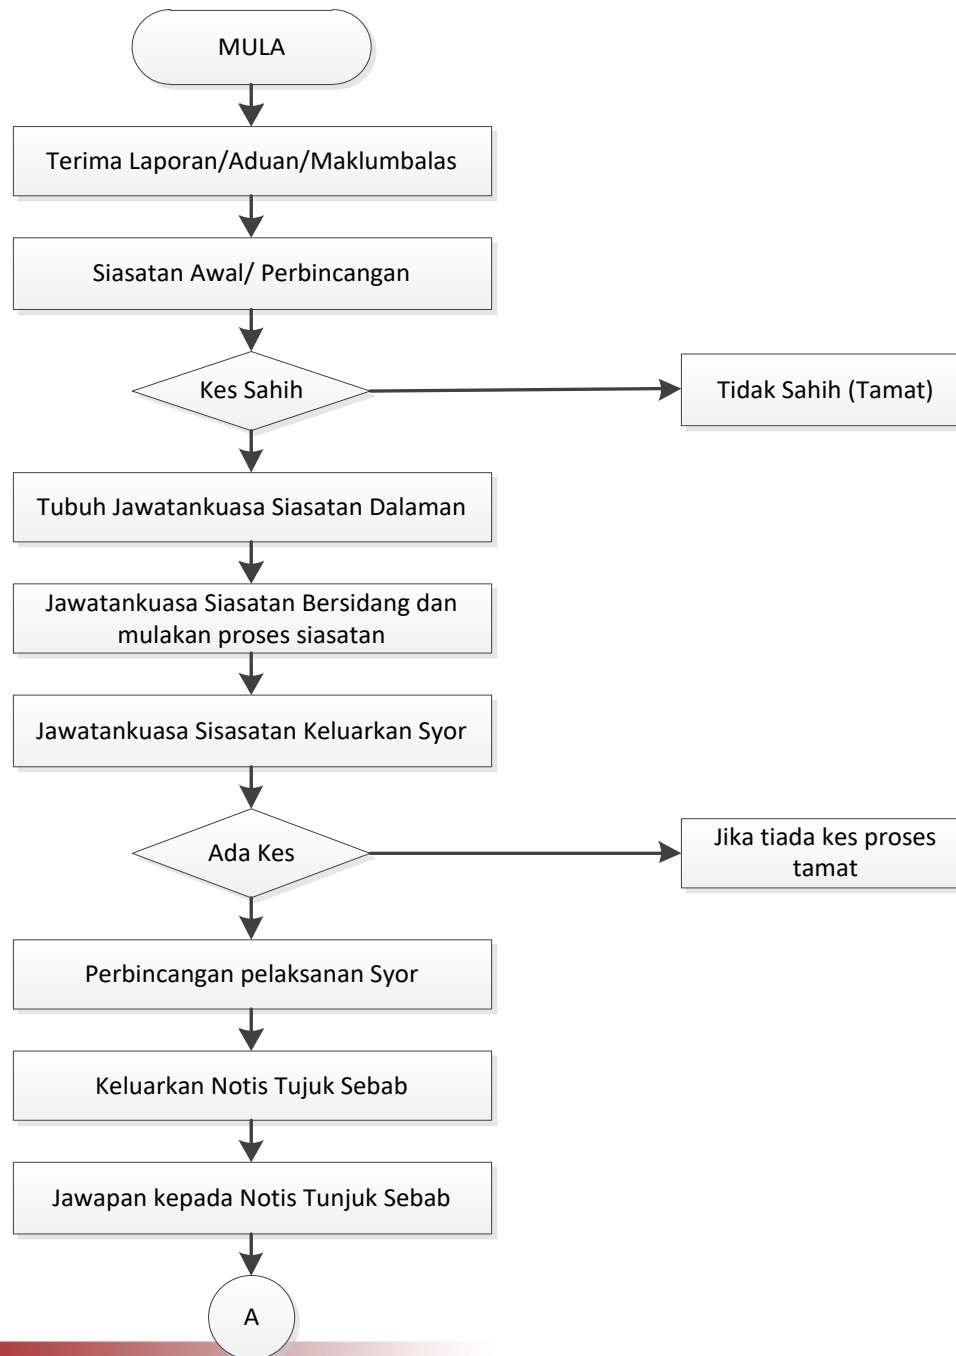 MULA
Terima Laporan/Aduan/Maklumbalas
Siasatan Awal/ Perbincangan
Kes Sahih
Tidak Sahih (Tamat)
Tubuh Jawatankuasa Siasatan Dalaman
Jawatankuasa Siasatan Bersidang dan
mulakan proses siasatan
Jawatankuasa Sisasatan Keluarkan Syor
Ada Kes
Jika tiada kes proses
tamat
Perbincangan pelaksanan Syor
Keluarkan Notis Tujuk Sebab
Jawapan kepada Notis Tunjuk Sebab
A